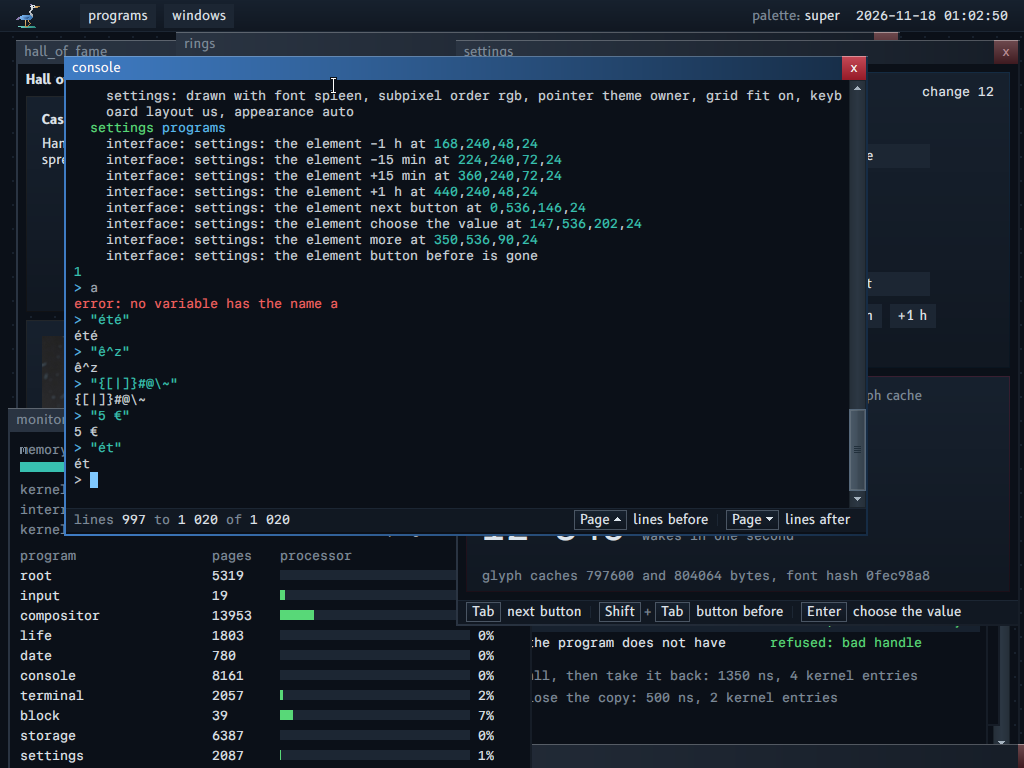 programs windows palette: super 2026-11-18 01:02:50
hall_of_fame rings settings x
console x
Hall o
Cas
Han
spre
change 12
settings: drawn with font spleen, subpixel order rgb, pointer theme owner, grid fit on, keyb
oard layout us, appearance auto
settings programs
interface: settings: the element -1 h at 168,240,48,24
interface: settings: the element -15 min at 224,240,72,24
interface: settings: the element +15 min at 360,240,72,24
interface: settings: the element +1 h at 440,240,48,24
interface: settings: the element next button at 0,536,146,24
interface: settings: the element choose the value at 147,536,202,24
interface: settings: the element more at 350,536,90,24
interface: settings: the element button before is gone
1
> a
error: no variable has the name a
> "été"
été
> "ê^z"
ê^z
> "{[|]}#@\~"
{[|]}#@\~
> "5 €"
5 €
> "ét"
ét
>
lines 997 to 1 020 of 1 020 Page lines before Page lines after
+1 h
ph cache
wakes in one second
glyph caches 797600 and 804064 bytes, font hash 0fec98a8
Tab next button Shift + Tab button before Enter choose the value
monitor
memory
kernel
inter
kernel
program pages processor
root 5319
input 19
compositor 13953
life 1803 0%
date 780 0%
console 8161 0%
terminal 2057 2%
block 39 7%
storage 6387 0%
settings 2087 1%
the program does not have refused: bad handle
all, then take it back: 1350 ns, 4 kernel entries
lose the copy: 500 ns, 2 kernel entries